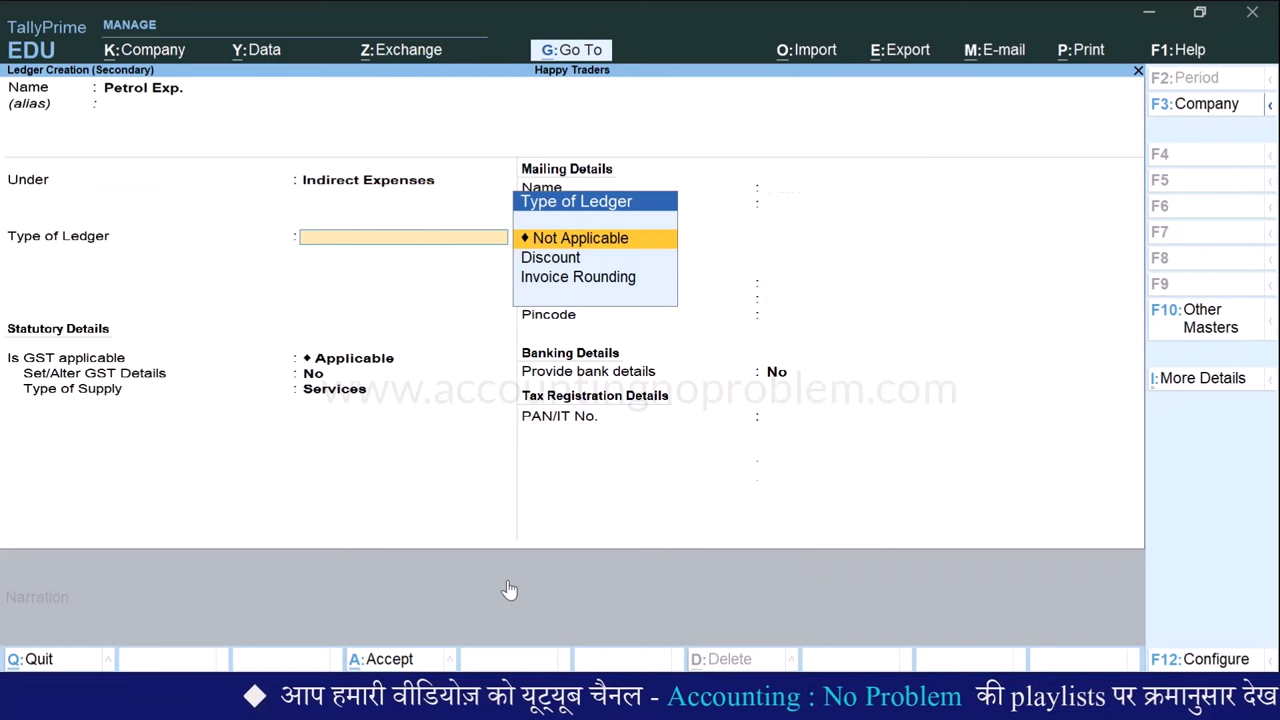 TallyPrime
EDU
MANAGE
K:Company
Y:Data
Z:Exchange
G:Go To
O:Import
E:Export
M:E-mail
P:Print
F1:Help
Ledger Creation (Secondary)
Happy Traders
Name : Petrol Exp.
(alias) :
Under : Indirect Expenses
Type of Ledger :
Statutory Details
Is GST applicable : ♦ Applicable
Set/Alter GST Details : No
Type of Supply : Services
Mailing Details
Name :
:
Type of Ledger
♦ Not Applicable
Discount
Invoice Rounding
:
:
Pincode :
Banking Details
Provide bank details : No
www.accountingnoproblem.com
Tax Registration Details
PAN/IT No. :
Narration:
F2:Period
F3:Company
F4
F5
F6
F7
F8
F9
F10:Other
Masters
I:More Details
Q:Quit
A:Accept
D:Delete
F12:Configure
◆ आप हमारी वीडियोज़ को यूट्यूब चैनल - Accounting : No Problem की playlists पर क्रमानुसार देख